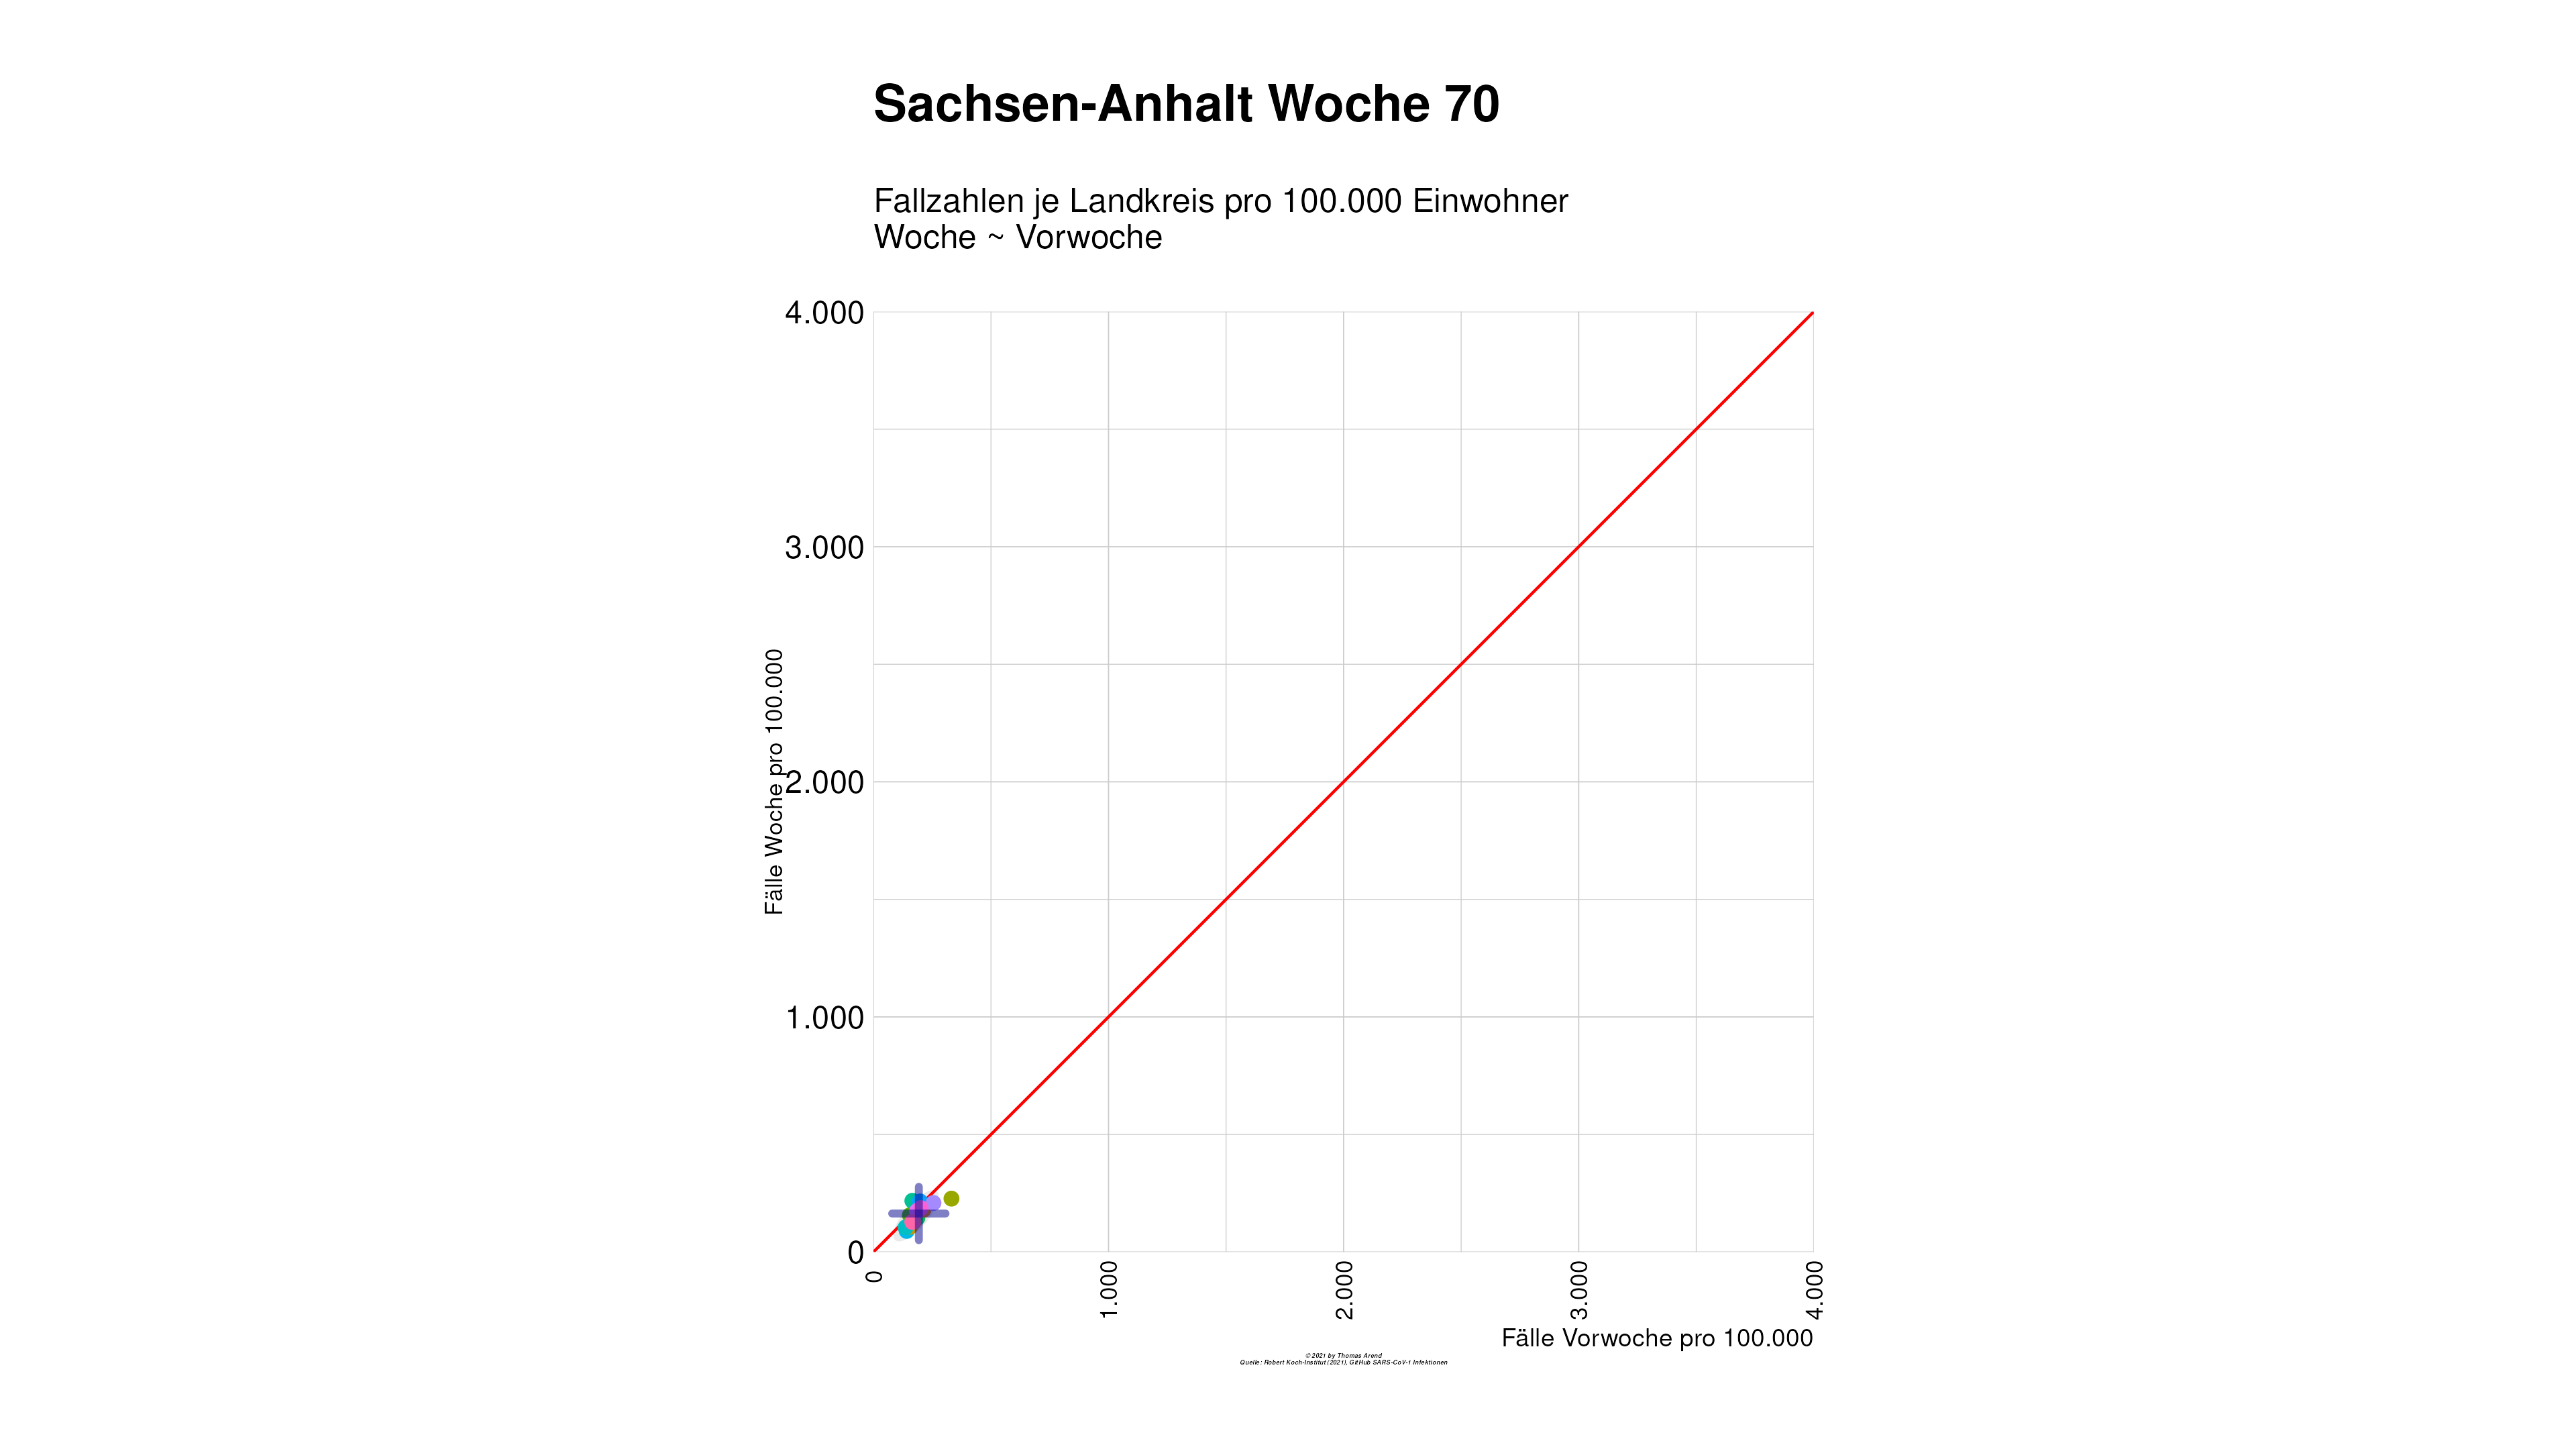 Sachsen-Anhalt Woche 70
Fallzahlen je Landkreis pro 100.000 Einwohner
Woche ~ Vorwoche
4.000
3.000
2.000
1.000
0
Fälle Woche pro 100.000
0
1.000
2.000
3.000
4.000
Fälle Vorwoche pro 100.000
© 2021 by Thomas Arend
Quelle: Robert Koch-Institut (2021), GitHub SARS-CoV-1 Infektionen